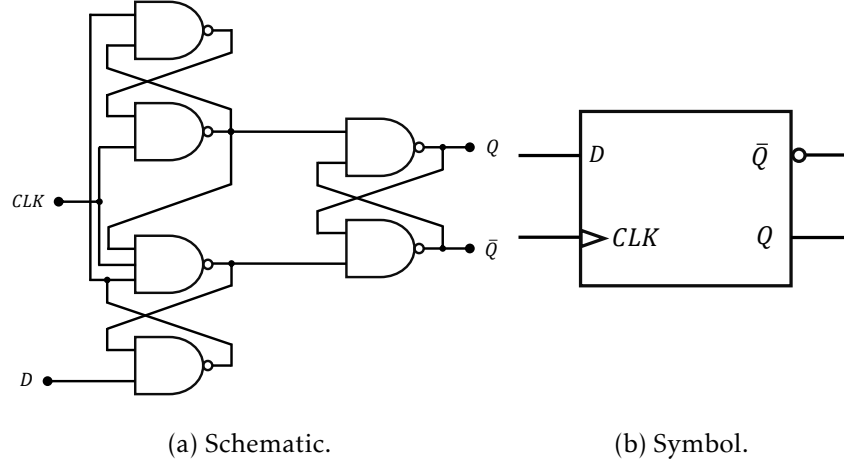 CLK
D
Q
Q̄
(a) Schematic.
D
Q̄
CLK
Q
(b) Symbol.